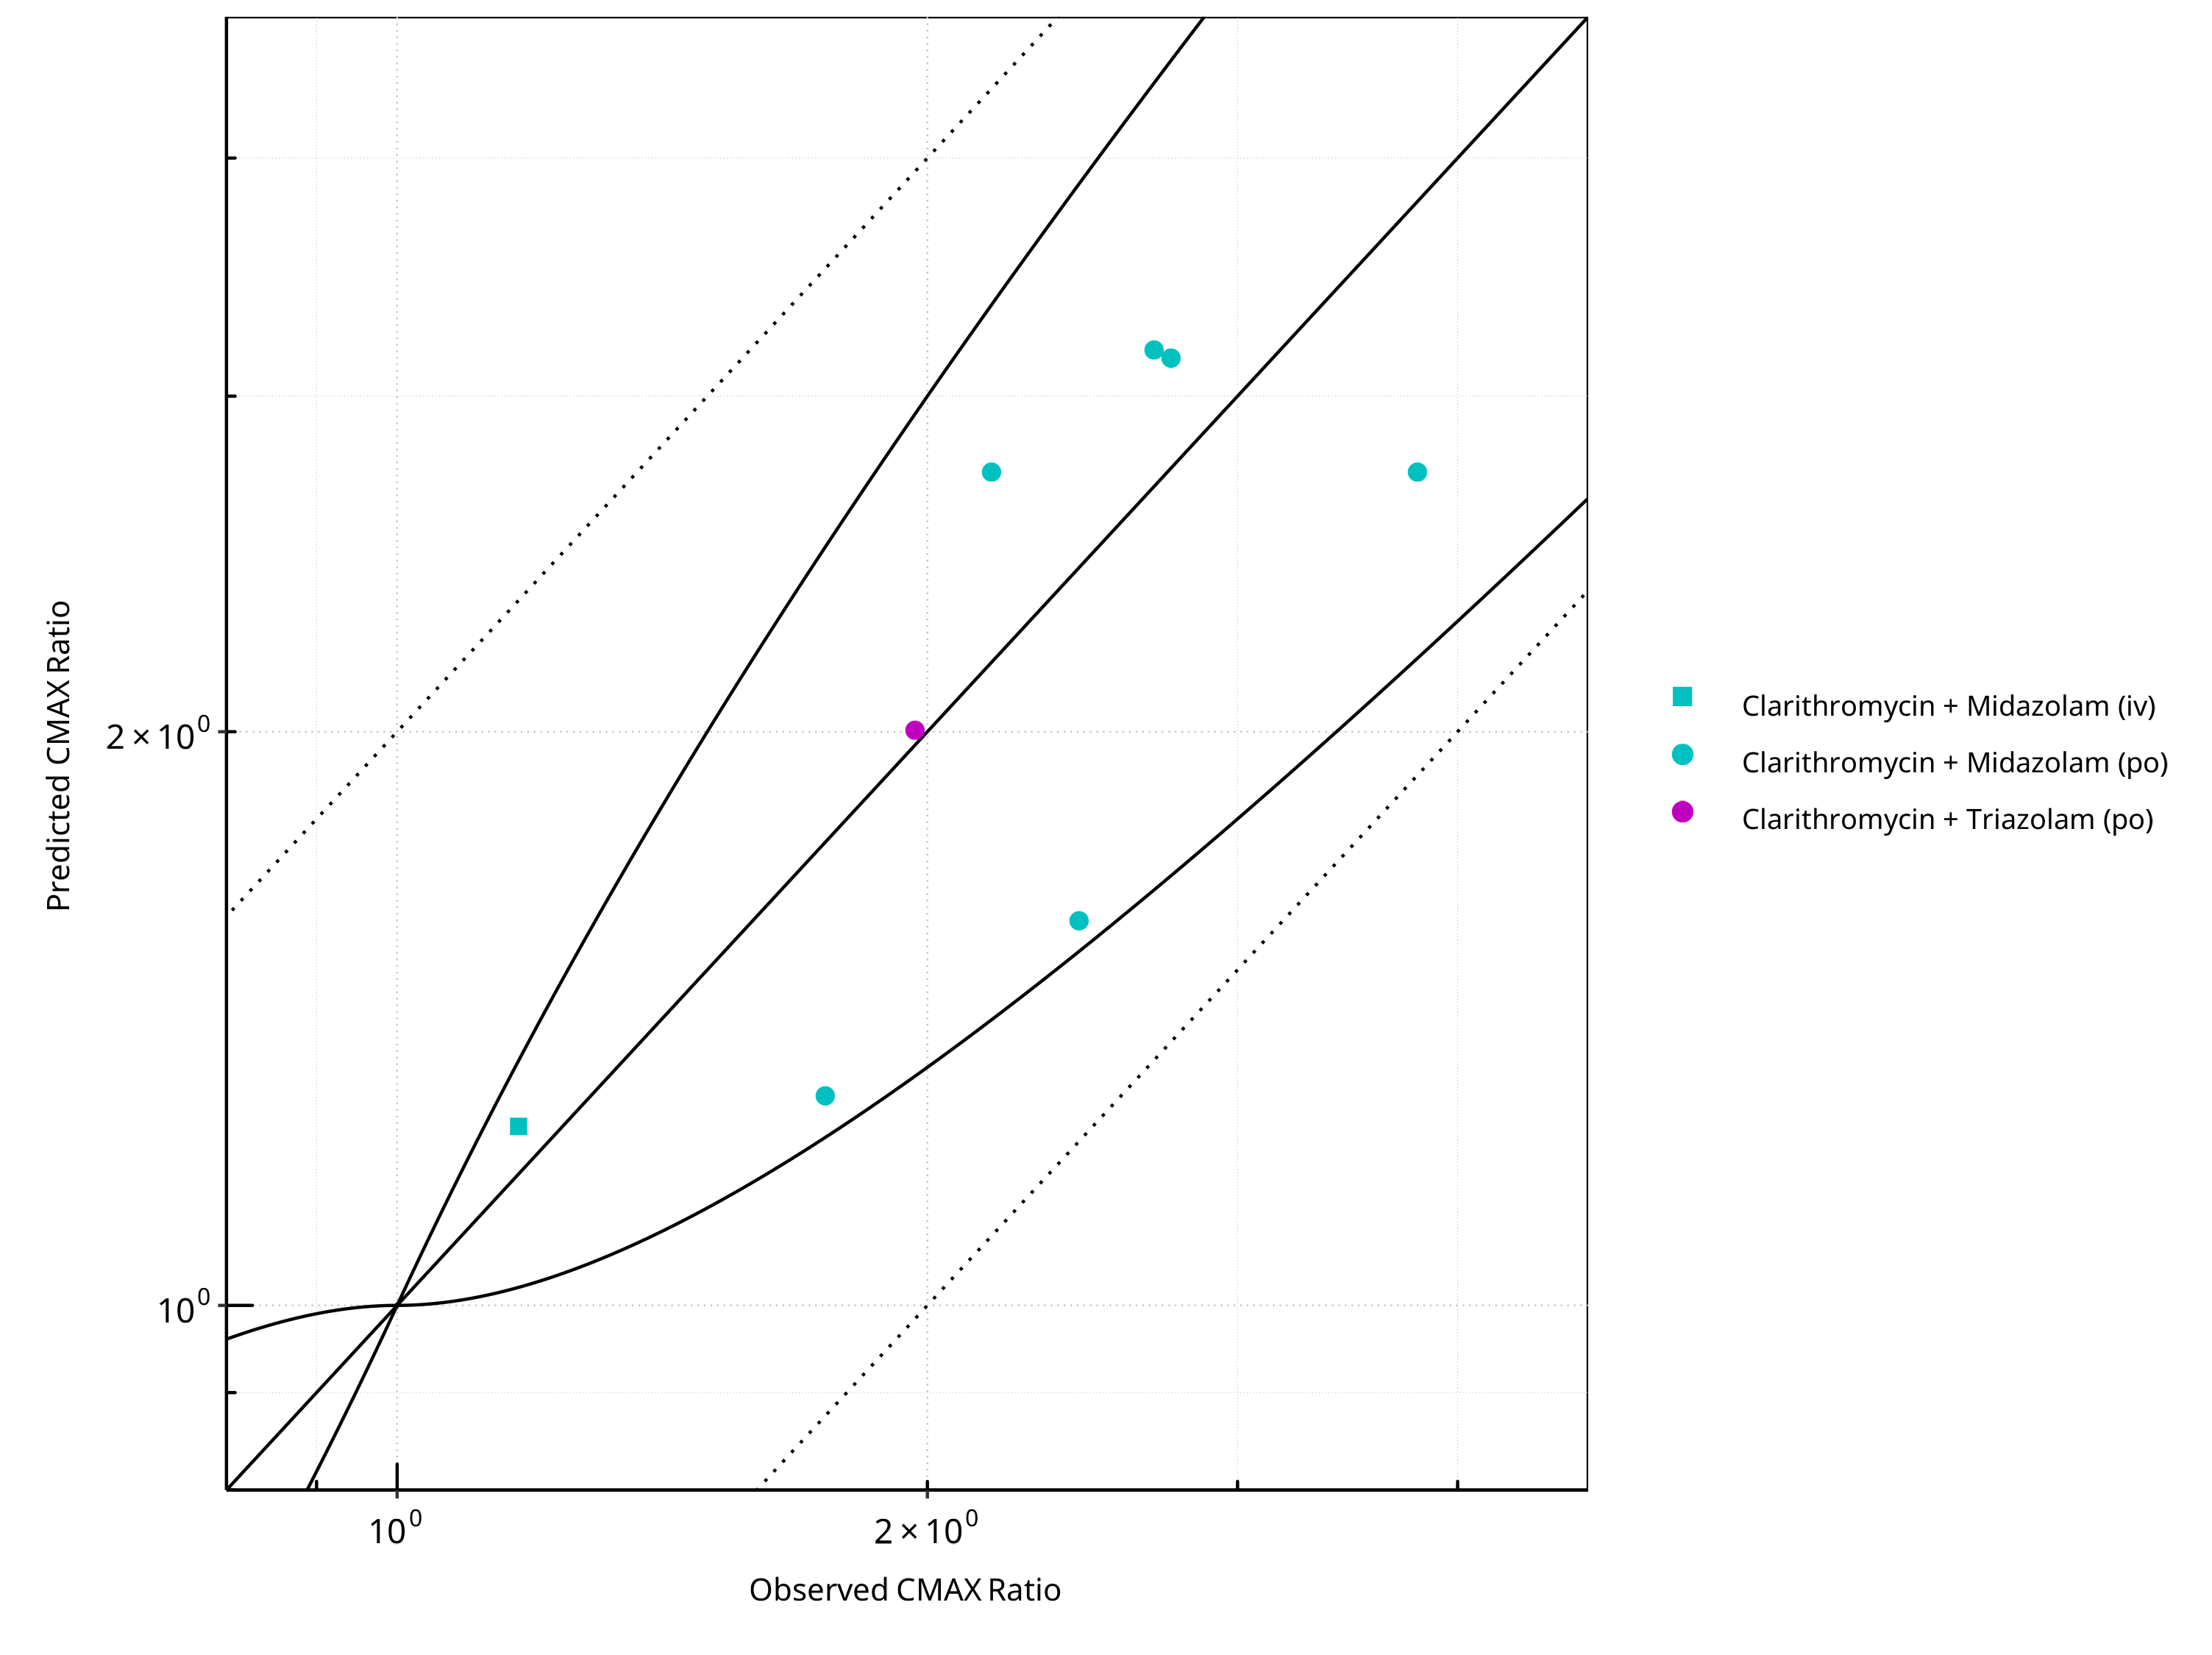 Predicted CMAX Ratio
2 × 10⁰
10⁰
10⁰ 2 × 10⁰
Observed CMAX Ratio
Clarithromycin + Midazolam (iv)
Clarithromycin + Midazolam (po)
Clarithromycin + Triazolam (po)